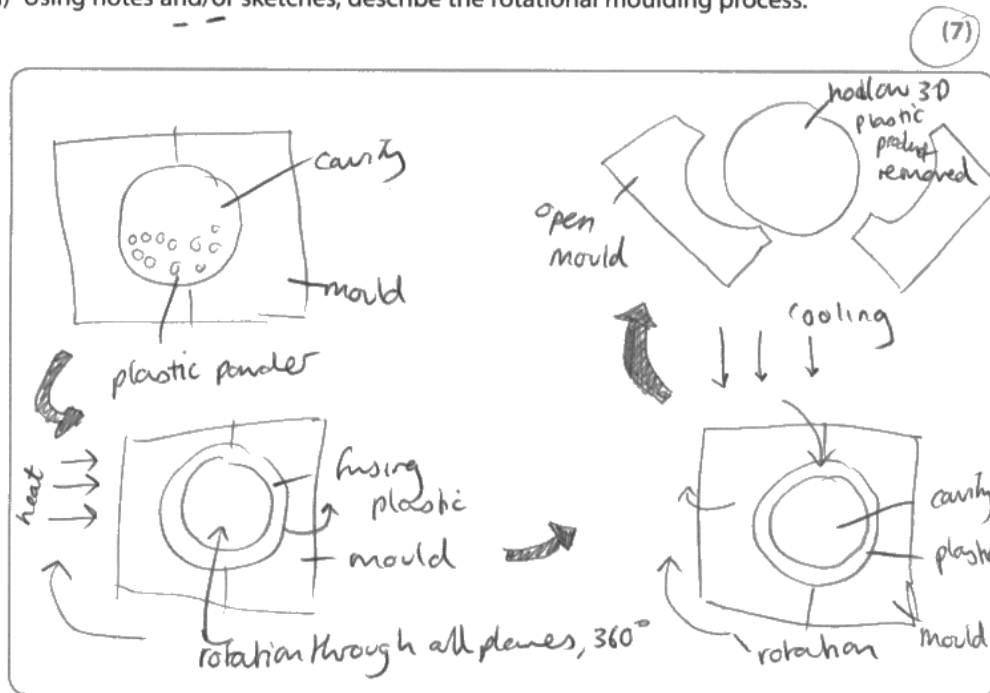 Using notes and/or sketches, describe the rotational moulding process.
(7)
cavity
mould
plastic powder
hollow 3D
plastic
product
removed
open
mould
cooling
heat
fusing
plastic
mould
rotation through all planes, 360°
cavity
mould
rotation